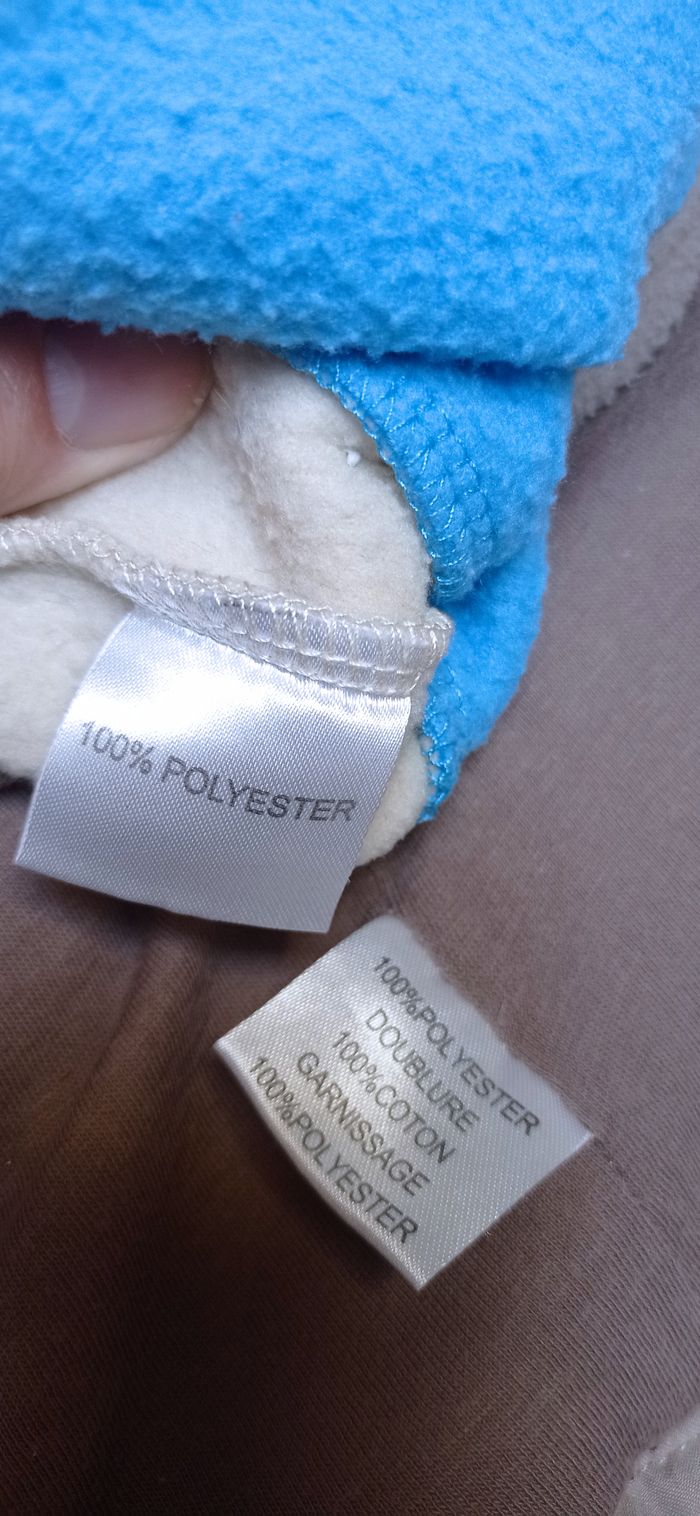 100% POLYESTER
100%POLYESTER
DOUBLURE
100%COTON
GARNISSAGE
100%POLYESTER